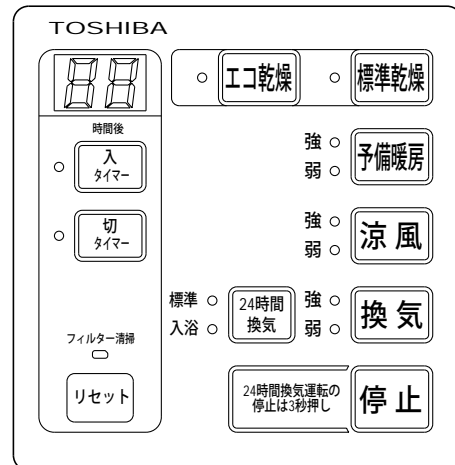 TOSHIBA
88
エコ乾燥
標準乾燥
時間後
入
タイマー
強
弱
予備暖房
切
タイマー
強
弱
涼風
標準
入浴
24時間
換気
強
弱
換気
フィルター清掃
リセット
24時間換気運転の
停止は3秒押し
停止